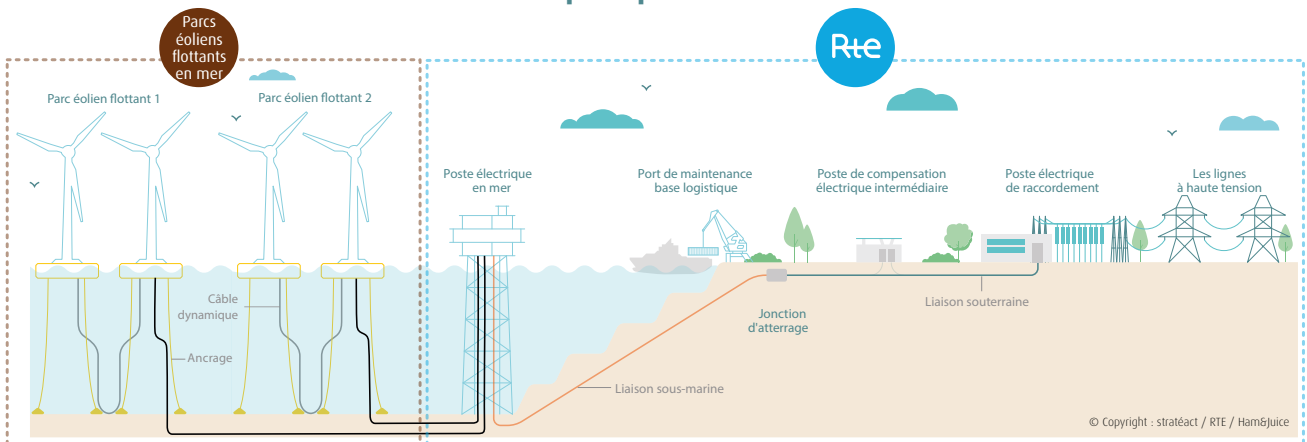 Parcs
éoliens
flottants
en mer
Rte
Parc éolien flottant 1
Parc éolien flottant 2
Poste électrique
en mer
Port de maintenance
base logistique
Poste de compensation
électrique intermédiaire
Poste électrique
de raccordement
Les lignes
à haute tension
Câble
dynamique
Ancrage
Liaison souterraine
Jonction
d'atterrage
Liaison sous-marine
© Copyright : stratéact / RTE / Ham&Juice